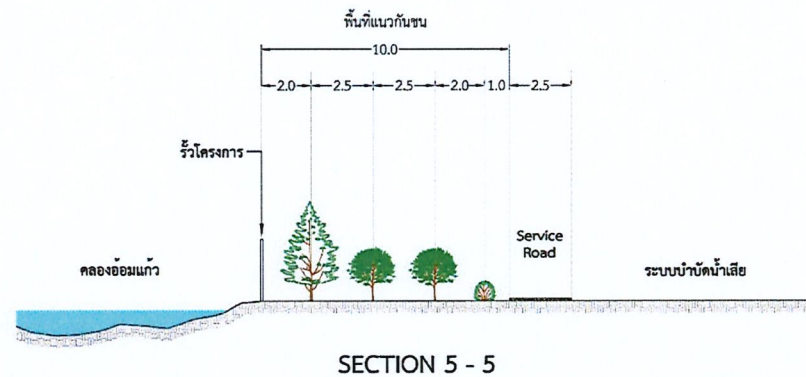 พื้นที่แนวกันชน
10.0
2.0 2.5 2.5 2.0 1.0 2.5
รั้วโครงการ
คลองอ้อมแก้ว
Service
Road
ระบบบำบัดน้ำเสีย
SECTION 5 - 5